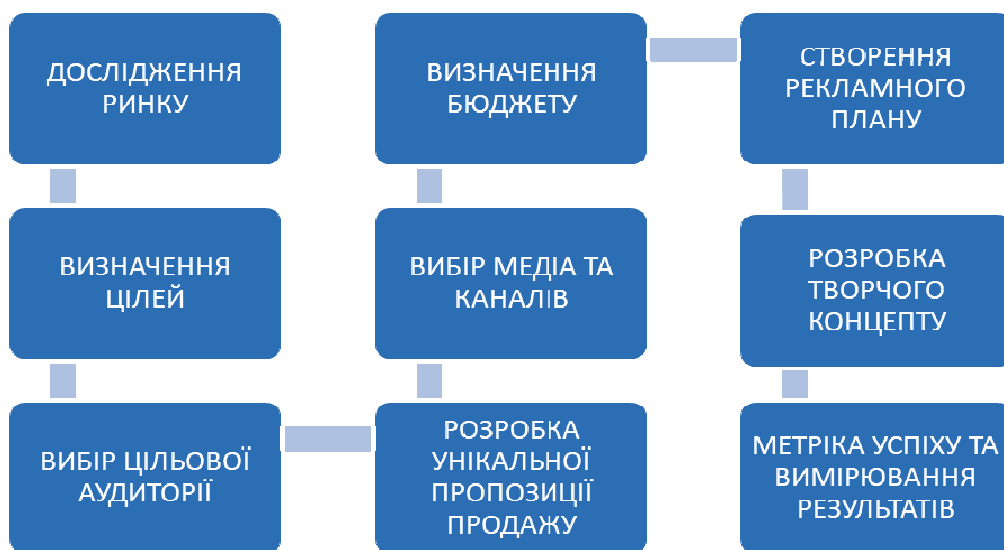 ДОСЛІДЖЕННЯ
РИНКУ
ВИЗНАЧЕННЯ
ЦІЛЕЙ
ВИБІР ЦІЛЬОВОЇ
АУДИТОРІЇ
РОЗРОБКА
УНІКАЛЬНОЇ
ПРОПОЗИЦІЇ
ПРОДАЖУ
ВИБІР МЕДІА ТА
КАНАЛІВ
ВИЗНАЧЕННЯ
БЮДЖЕТУ
СТВОРЕННЯ
РЕКЛАМНОГО
ПЛАНУ
РОЗРОБКА
ТВОРЧОГО
КОНЦЕПТУ
МЕТРІКА УСПІХУ ТА
ВИМІРЮВАННЯ
РЕЗУЛЬТАТІВ